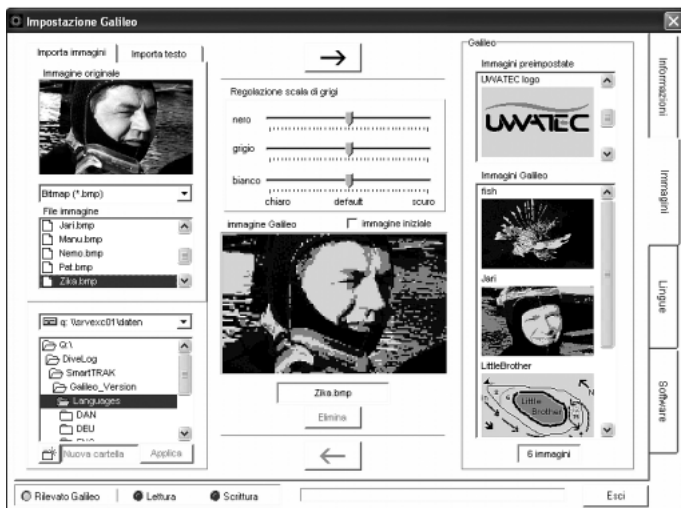 Impostazione Galileo
Importa immagini
Importa testo
Immagine originale
Bitmap (*.bmp)
File immagine
Jari.bmp
Manu.bmp
Nemo.bmp
Pat.bmp
Zika.bmp
q: \\srvexc01\daten
Q:\
DiveLog
SmartTRAK
Galileo_Version
Languages
DAN
DEU
Nuova cartella
Applica
Regolazione scala di grigi
nero
grigio
bianco
chiaro default scuro
immagine Galileo
immagine iniziale
Zika.bmp
Elimina
Galileo
Immagini preimpostate
UWATEC logo
UWATEC
Immagini Galileo
fish
Jari
LittleBrother
N
Little
Brother
6 immagini
Informazioni
Immagini
Lingue
Software
Rilevato Galileo
Lettura
Scrittura
Esci